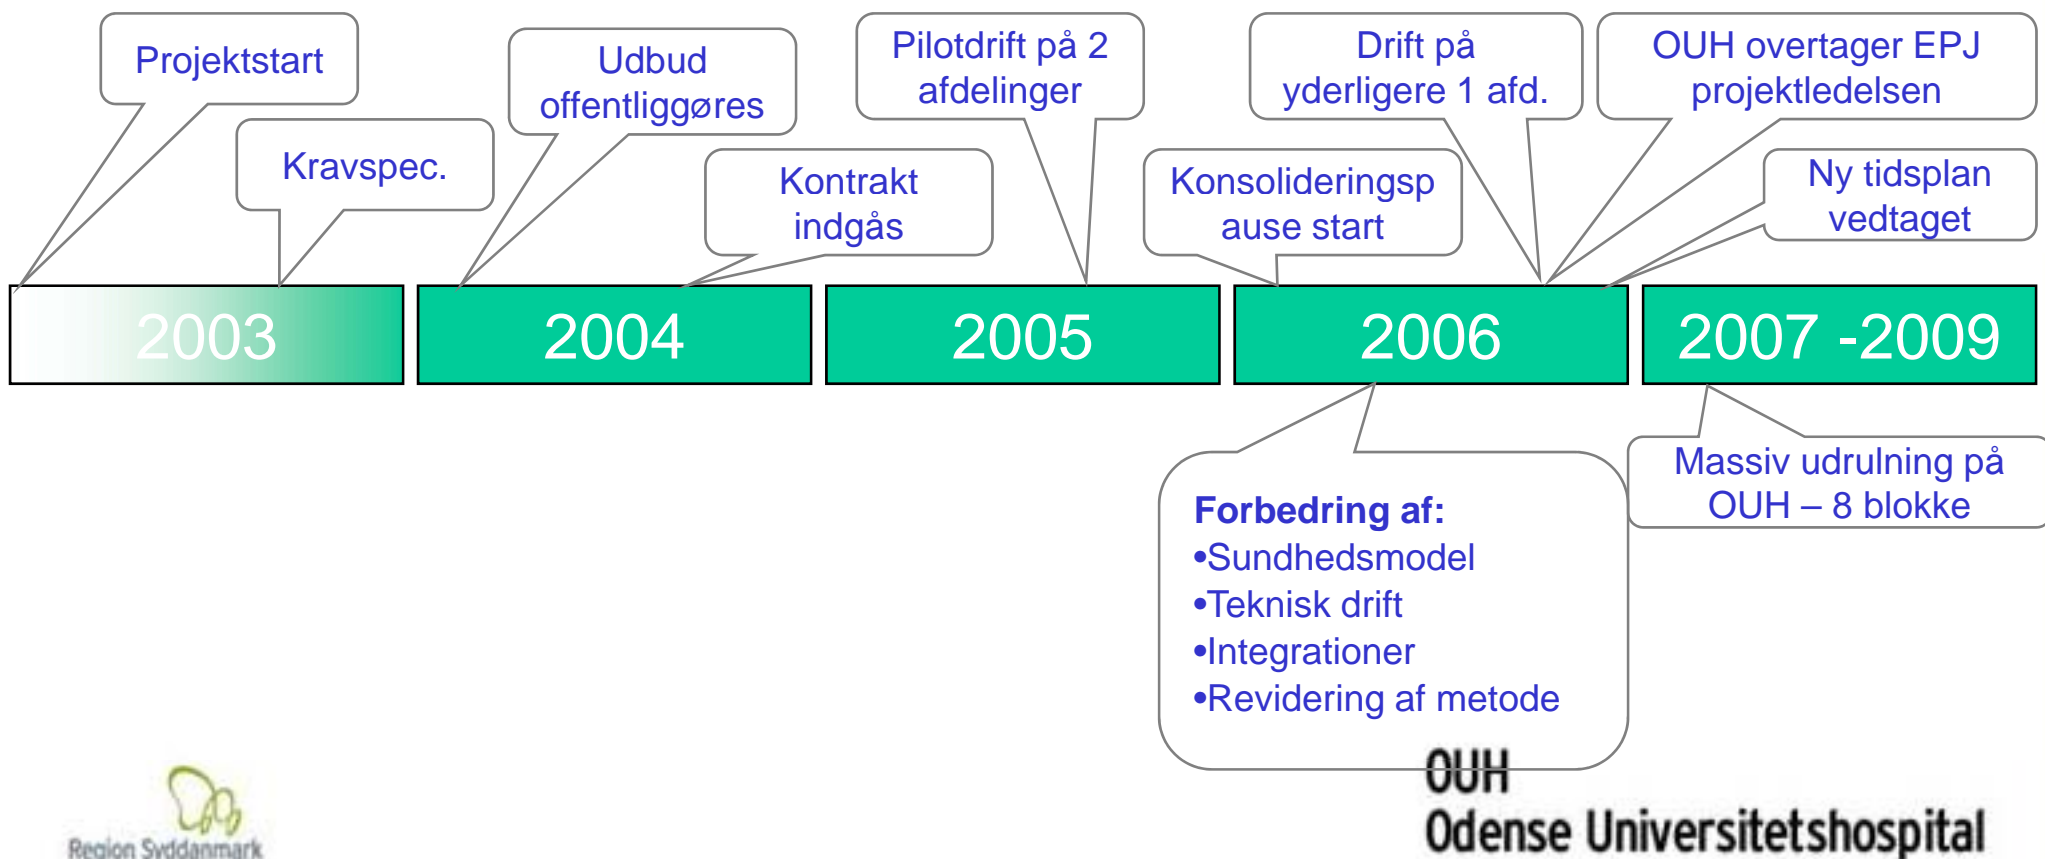 Projektstart
Kravspec.
Udbud
offentliggøres
Kontrakt
indgås
Pilotdrift på 2
afdelinger
Konsolideringsp
ause start
Drift på
yderligere 1 afd.
OUH overtager EPJ
projektledelsen
Ny tidsplan
vedtaget
2003
2004
2005
2006
2007 -2009
Forbedring af:
•Sundhedsmodel
•Teknisk drift
•Integrationer
•Revidering af metode
Massiv udrulning på
OUH – 8 blokke
Region Syddanmark
OUH
Odense Universitetshospital